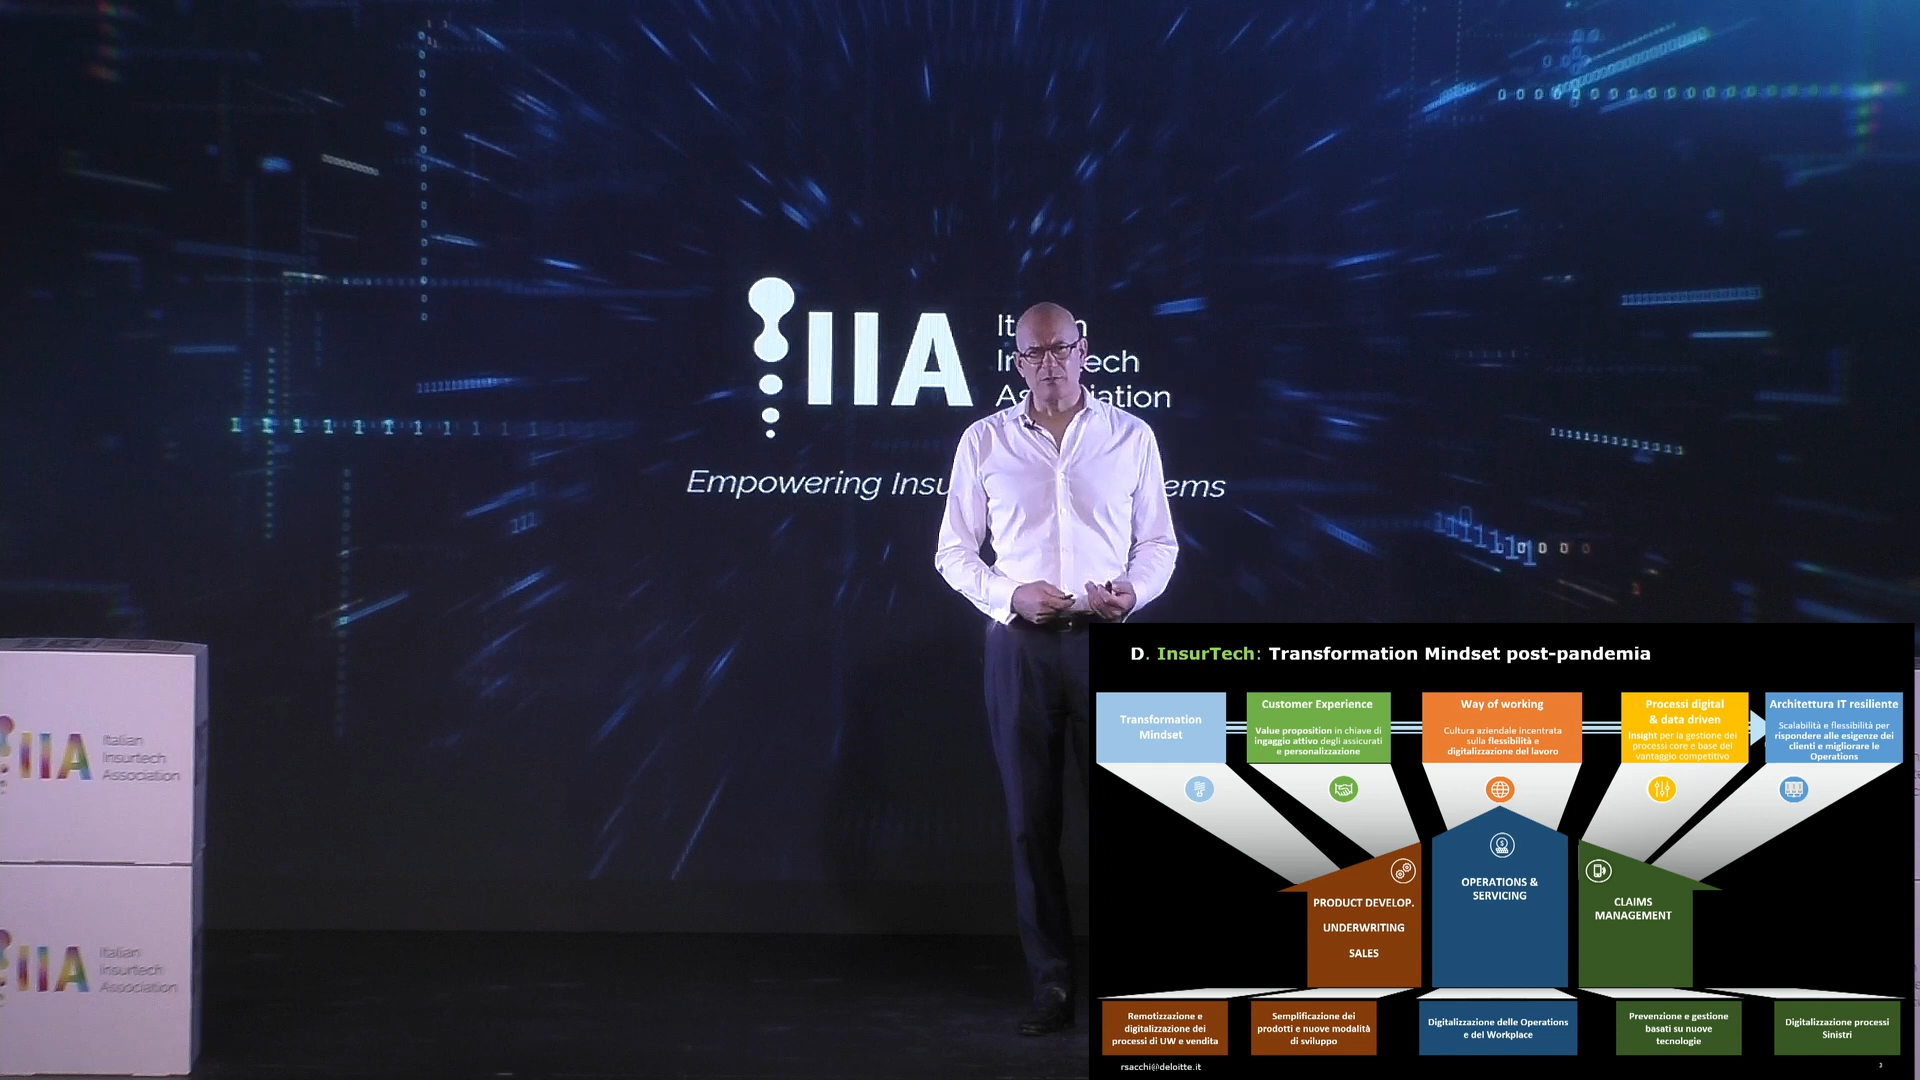 IIA
Association
Empowering
IIA
Italian
Insurtech
Association
IIA
Italian
Insurtech
Association
D. InsurTech: Transformation Mindset post-pandemia
Transformation
Mindset
Customer Experience
Value proposition in chiave di
ingaggio attivo degli assicurati
e personalizzazione
Way of working
Cultura aziendale incentrata
sulla flessibilità e
digitalizzazione del lavoro
Processi digital
& data driven
Insight per la gestione dei
processi core e base del
vantaggio competitivo
Architettura IT resiliente
Scalabilità e flessibilità per
rispondere alle esigenze dei
clienti e migliorare le
Operations
PRODUCT DEVELOP.
UNDERWRITING
SALES
OPERATIONS &
SERVICING
CLAIMS
MANAGEMENT
Remotizzazione e
digitalizzazione dei
processi di UW e vendita
Semplificazione dei
prodotti e nuove modalità
di sviluppo
Digitalizzazione delle Operations
e del Workplace
Prevenzione e gestione
basati su nuove
tecnologie
Digitalizzazione processi
Sinistri
rsacchi@deloitte.it
3